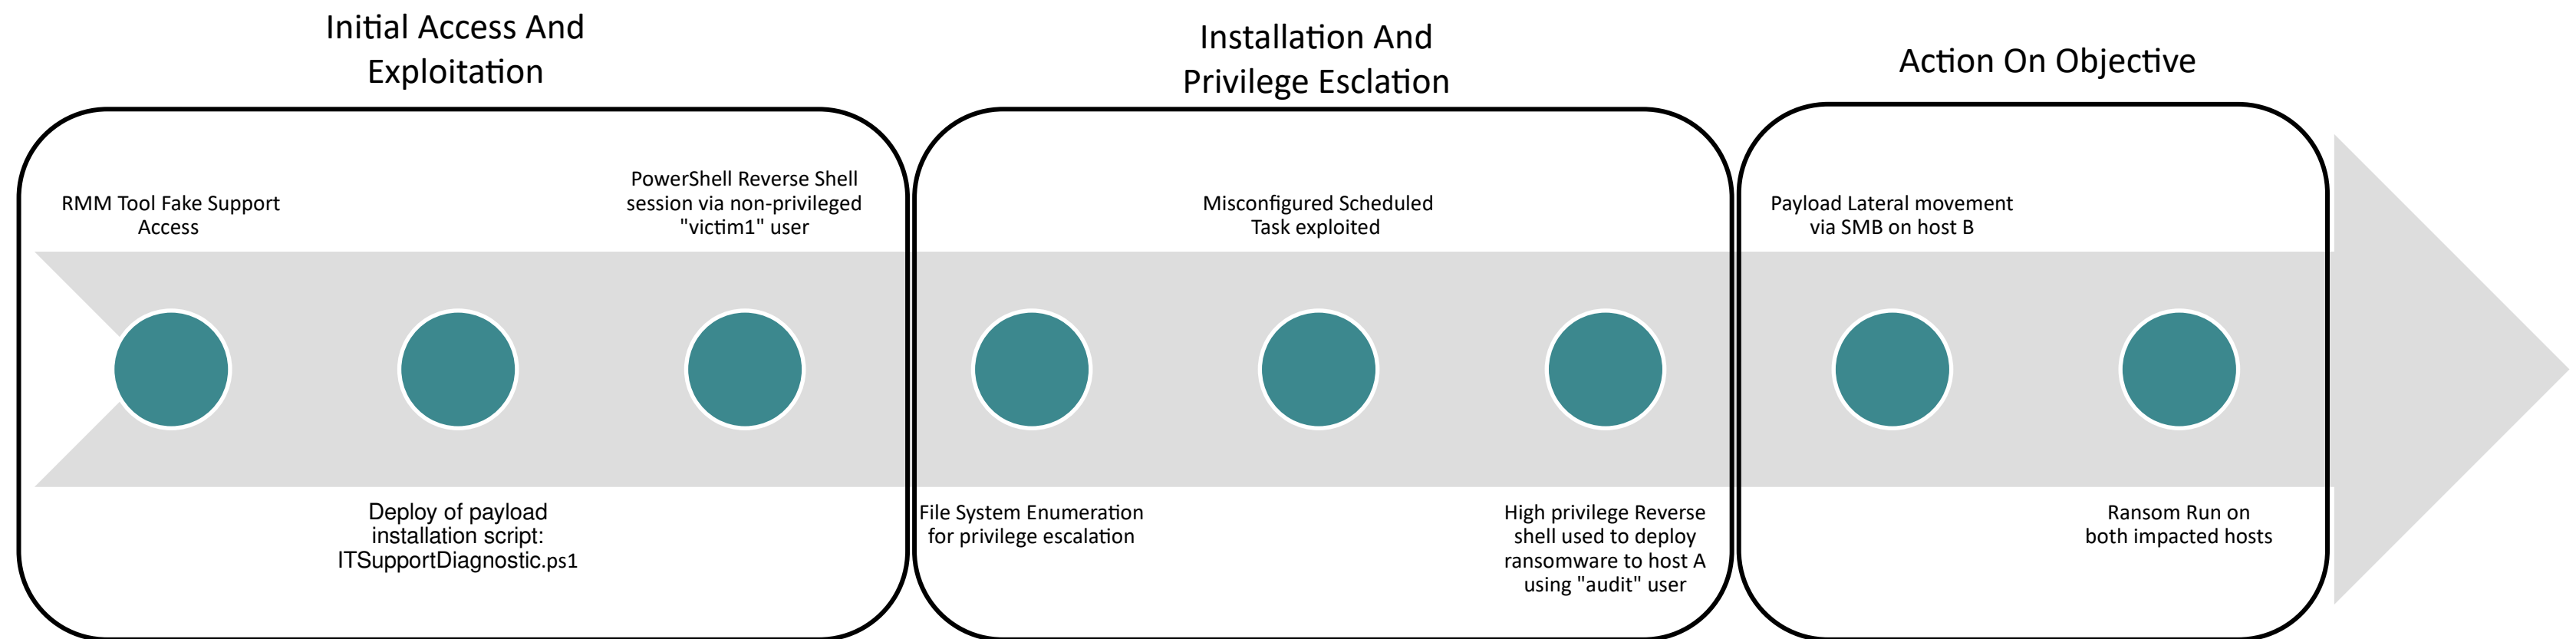 Initial Access And
Exploitation
Installation And
Privilege Esclation
Action On Objective
RMM Tool Fake Support
Access
PowerShell Reverse Shell
session via non-privileged
"victim1" user
Misconfigured Scheduled
Task exploited
Payload Lateral movement
via SMB on host B
Deploy of payload
installation script:
ITSupportDiagnostic.ps1
File System Enumeration
for privilege escalation
High privilege Reverse
shell used to deploy
ransomware to host A
using "audit" user
Ransom Run on
both impacted hosts